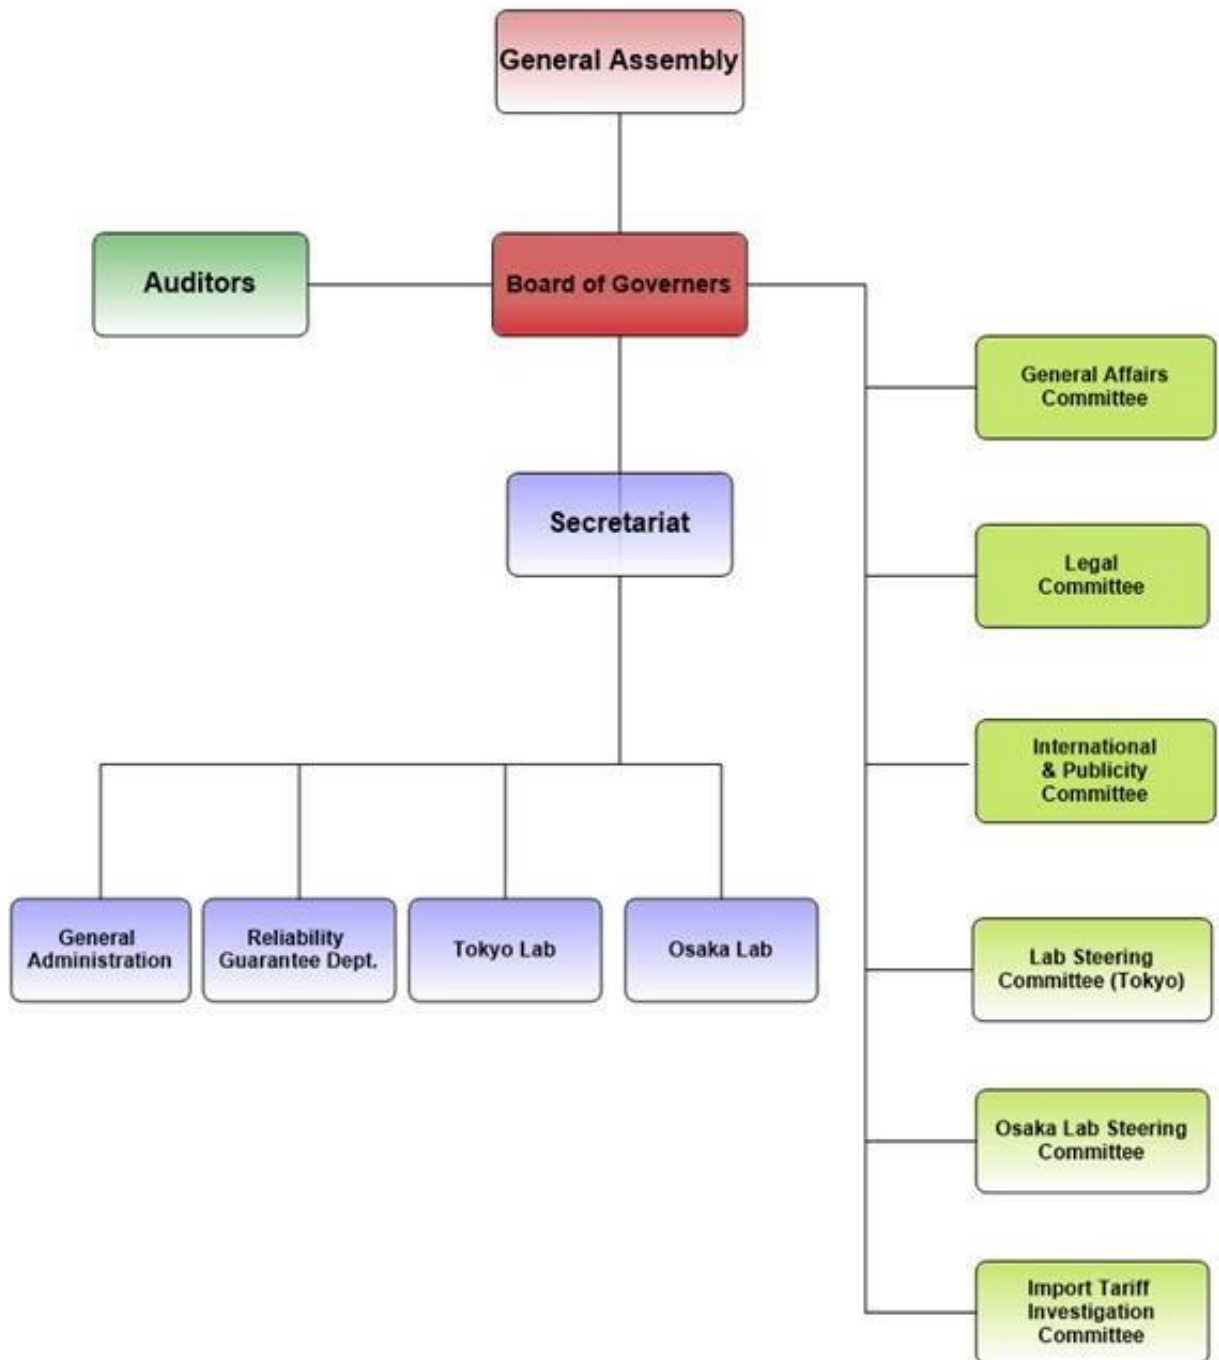 General Assembly
Auditors
Board of Governers
General Affairs
Committee
Secretariat
Legal
Committee
International
& Publicity
Committee
General
Administration
Reliability
Guarantee Dept.
Tokyo Lab
Osaka Lab
Lab Steering
Committee (Tokyo)
Osaka Lab Steering
Committee
Import Tariff
Investigation
Committee